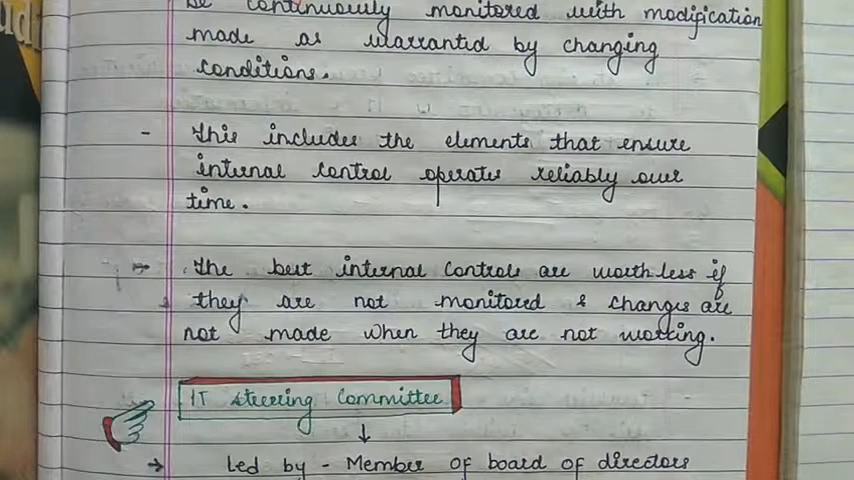 be continuously monitored with modification
made as warranted by changing
conditions.
- This includes the elements that ensure
internal control operates reliably over
time.
→ The best internal controls are worthless if
they are not monitored & changes are
not made when they are not working.
IT steering Committee
↓
→ Led by - Member of board of directors